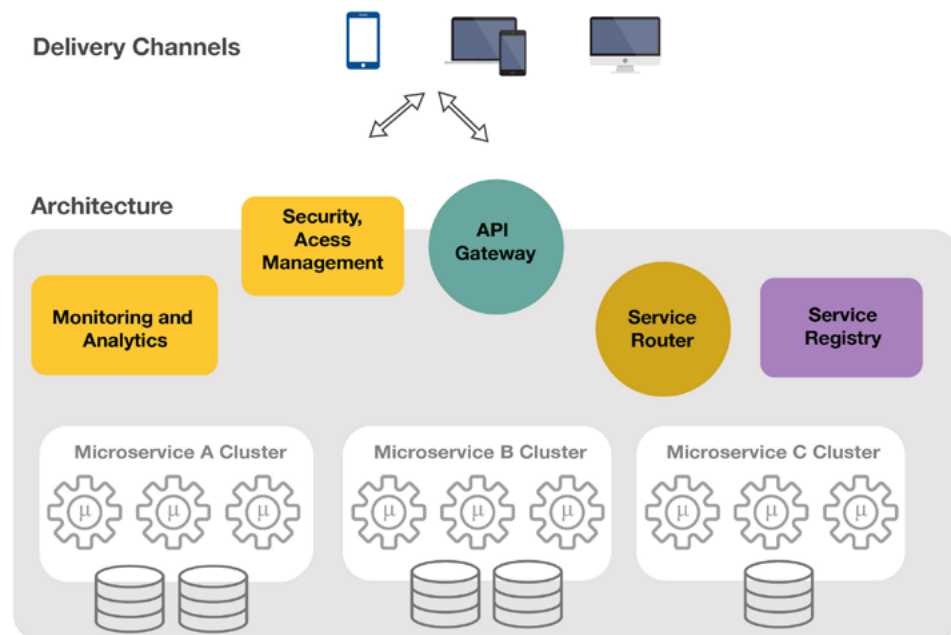 Delivery Channels
Architecture
Security,
Acess
Management
API
Gateway
Monitoring and
Analytics
Service
Router
Service
Registry
Microservice A Cluster
μ μ μ
Microservice B Cluster
μ μ μ
Microservice C Cluster
μ μ μ